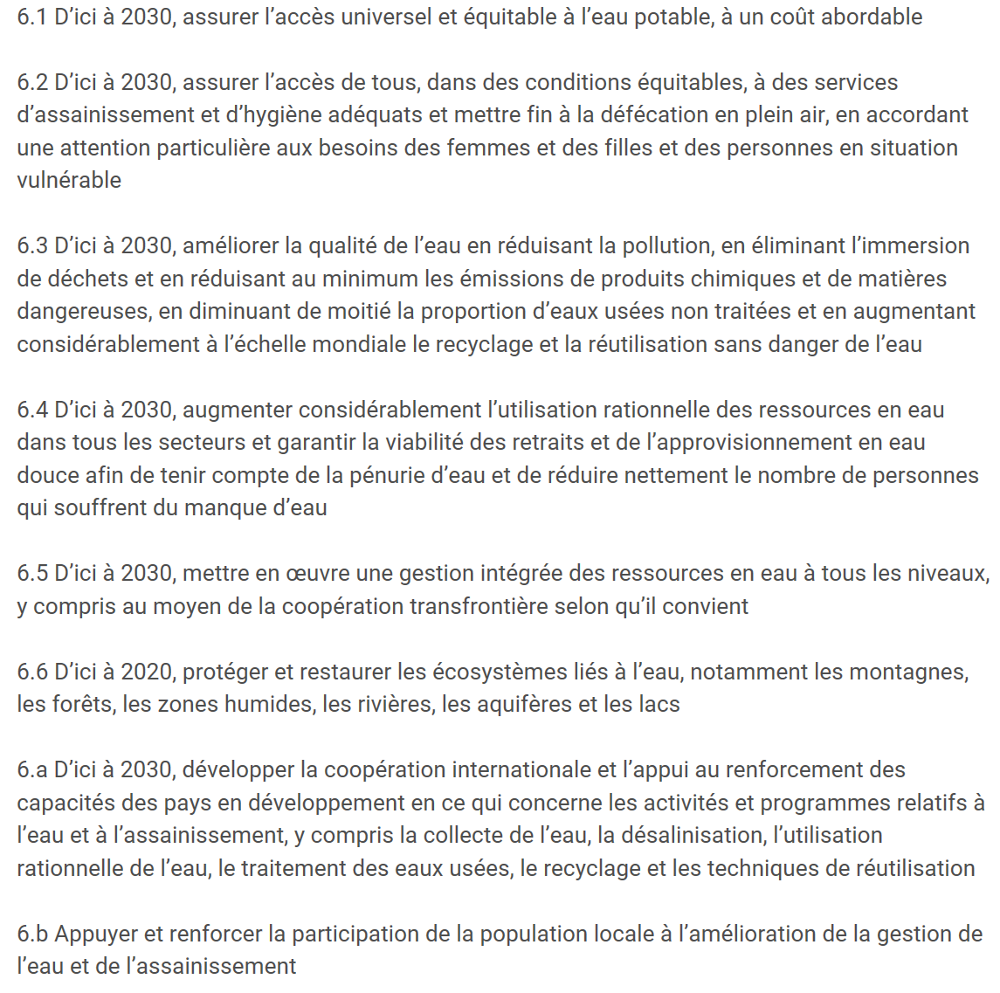 6.1 D’ici à 2030, assurer l’accès universel et équitable à l’eau potable, à un coût abordable
6.2 D’ici à 2030, assurer l’accès de tous, dans des conditions équitables, à des services
d’assainissement et d’hygiène adéquats et mettre fin à la défécation en plein air, en accordant
une attention particulière aux besoins des femmes et des filles et des personnes en situation
vulnérable
6.3 D’ici à 2030, améliorer la qualité de l’eau en réduisant la pollution, en éliminant l’immersion
de déchets et en réduisant au minimum les émissions de produits chimiques et de matières
dangereuses, en diminuant de moitié la proportion d’eaux usées non traitées et en augmentant
considérablement à l’échelle mondiale le recyclage et la réutilisation sans danger de l’eau
6.4 D’ici à 2030, augmenter considérablement l’utilisation rationnelle des ressources en eau
dans tous les secteurs et garantir la viabilité des retraits et de l’approvisionnement en eau
douce afin de tenir compte de la pénurie d’eau et de réduire nettement le nombre de personnes
qui souffrent du manque d’eau
6.5 D’ici à 2030, mettre en œuvre une gestion intégrée des ressources en eau à tous les niveaux,
y compris au moyen de la coopération transfrontière selon qu’il convient
6.6 D’ici à 2020, protéger et restaurer les écosystèmes liés à l’eau, notamment les montagnes,
les forêts, les zones humides, les rivières, les aquifères et les lacs
6.a D’ici à 2030, développer la coopération internationale et l’appui au renforcement des
capacités des pays en développement en ce qui concerne les activités et programmes relatifs à
l’eau et à l’assainissement, y compris la collecte de l’eau, la désalinisation, l’utilisation
rationnelle de l’eau, le traitement des eaux usées, le recyclage et les techniques de réutilisation
6.b Appuyer et renforcer la participation de la population locale à l’amélioration de la gestion de
l’eau et de l’assainissement